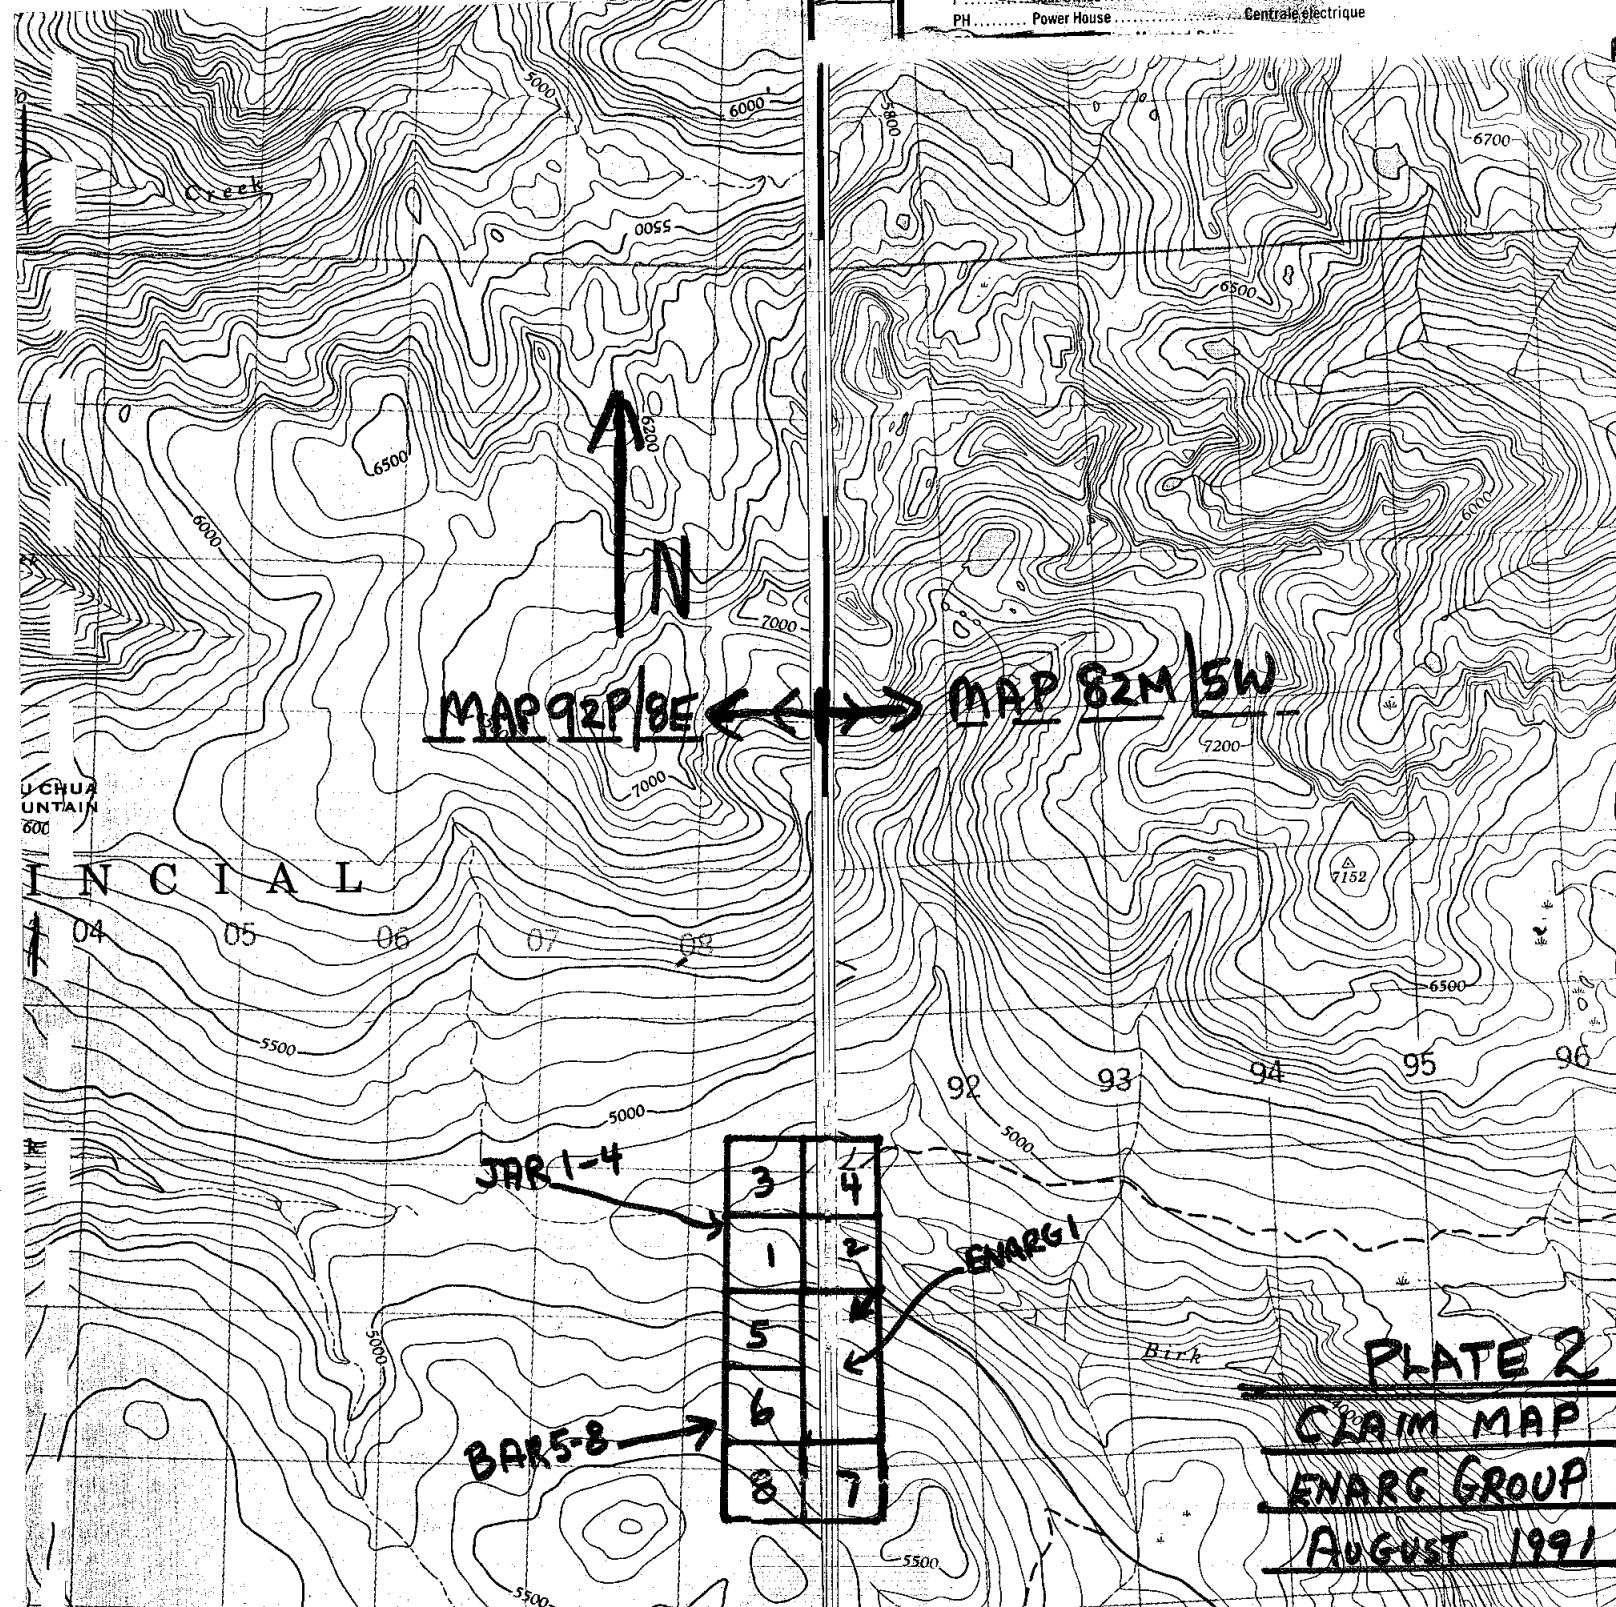 PH......... Power House ........................ Centrale électrique
5000
6000
5800
6700
Creek
5500
6500
6200
6500
6000
6000
N
7000
MAP 92P/8E
MAP 82M/5W
7200
7000
U CHUA
UNTAIN
600
7152
INCIAL
04 05 06 07 08
6500
5500
92 93 94 95 96
5000
5000
JAR 1-4
3 4
1 2
ENARG 1
5
5000
Birk
PLATE 2
6
CLAIM MAP
BAR 5-8
8 7
ENARG GROUP
AUGUST 1991
5500
5500